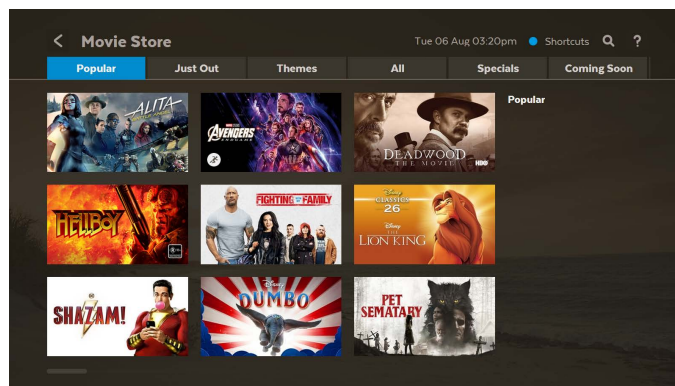 Movie Store
Tue 06 Aug 03:20pm
Shortcuts
?
Popular
Just Out
Themes
All
Specials
Coming Soon
Popular
ALITA
AVENGERS
ENDGAME
DEADWOOD
THE MOVIE
HBO
HELLBOY
FIGHTING WITH MY FAMILY
Disney
CLASSICS
26
Disney
THE
LION KING
SHAZAM!
Disney
DUMBO
PET
SEMATARY